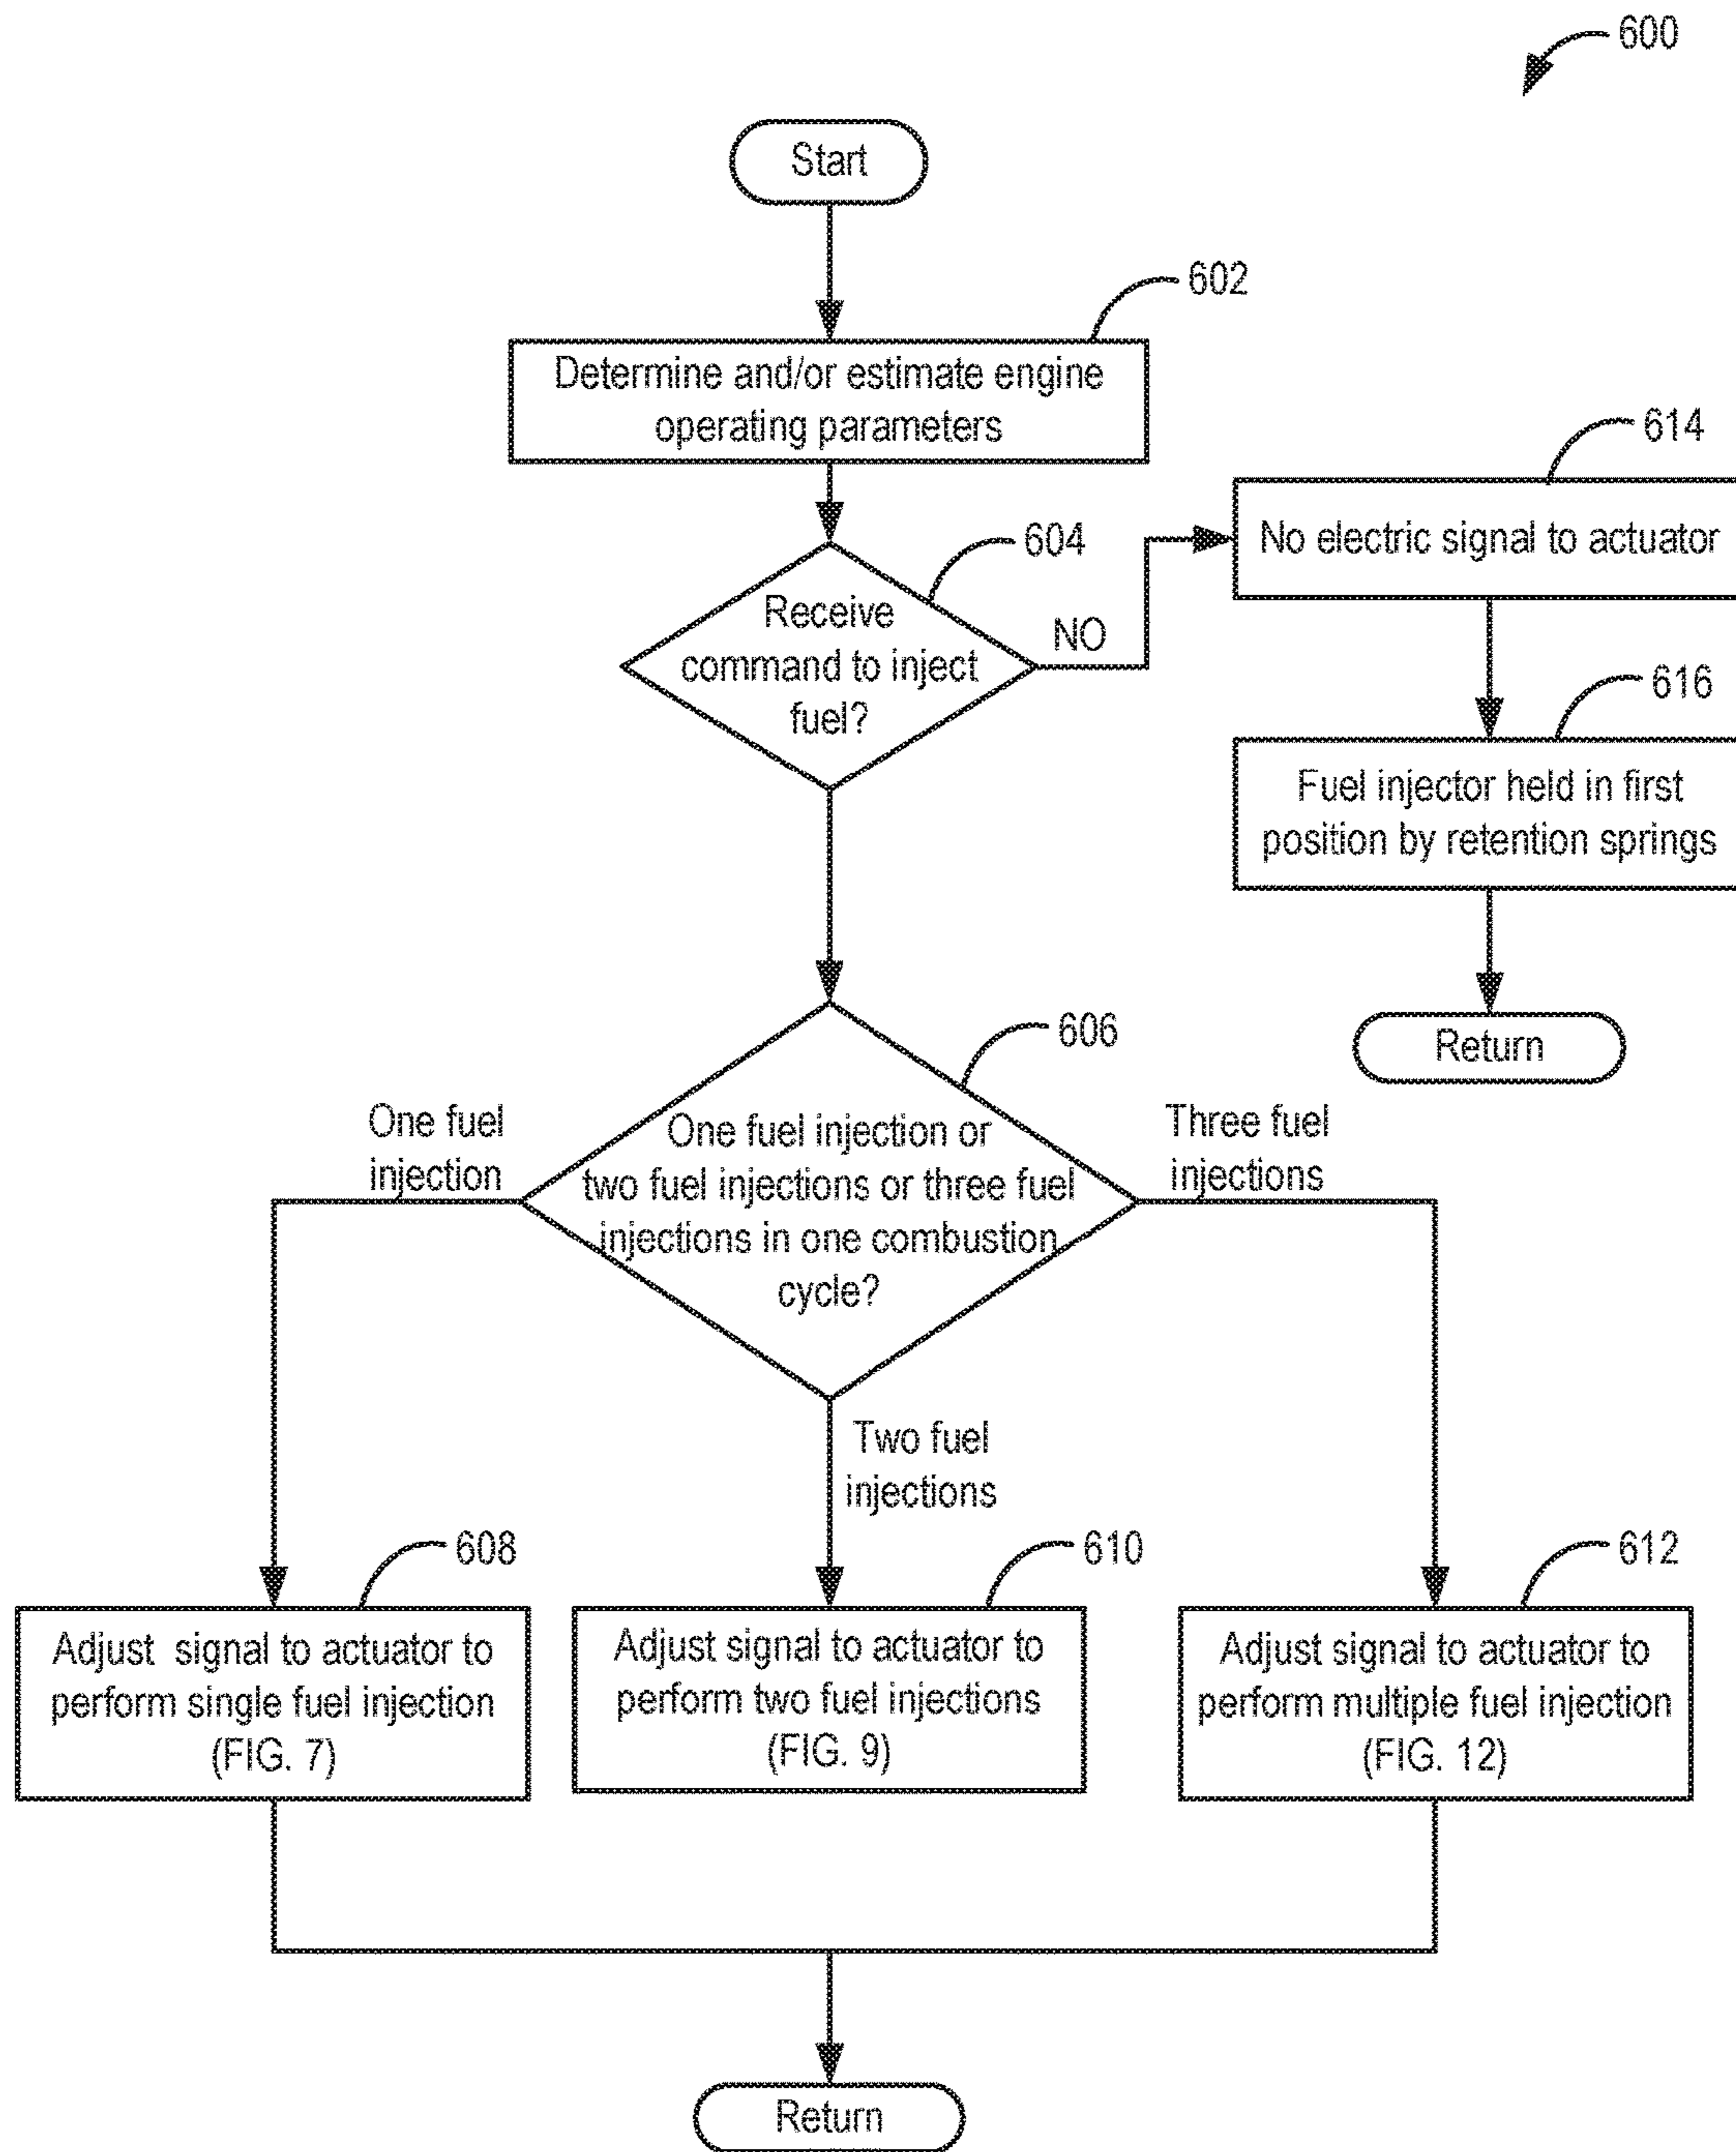 600
Start
602
Determine and/or estimate engine
operating parameters
614
No electric signal to actuator
604
Receive
command to inject
fuel?
NO
616
Fuel injector held in first
position by retention springs
Return
606
One fuel
injection
One fuel injection or
two fuel injections or three fuel
injections in one combustion
cycle?
Three fuel
injections
Two fuel
injections
608
Adjust signal to actuator to
perform single fuel injection
(FIG. 7)
610
Adjust signal to actuator to
perform two fuel injections
(FIG. 9)
612
Adjust signal to actuator to
perform multiple fuel injection
(FIG. 12)
Return